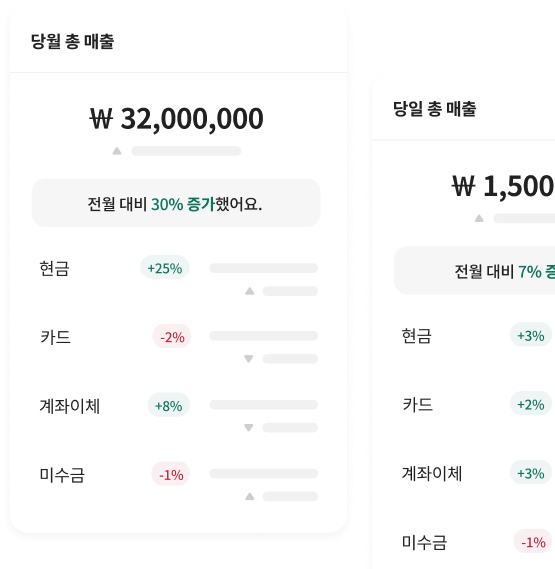 당월 총 매출
₩ 32,000,000
전월 대비 30% 증가했어요.
현금 +25%
카드 -2%
계좌이체 +8%
미수금 -1%
당일 총 매출
₩ 1,500
전월 대비 7%
현금 +3%
카드 +2%
계좌이체 +3%
미수금 -1%